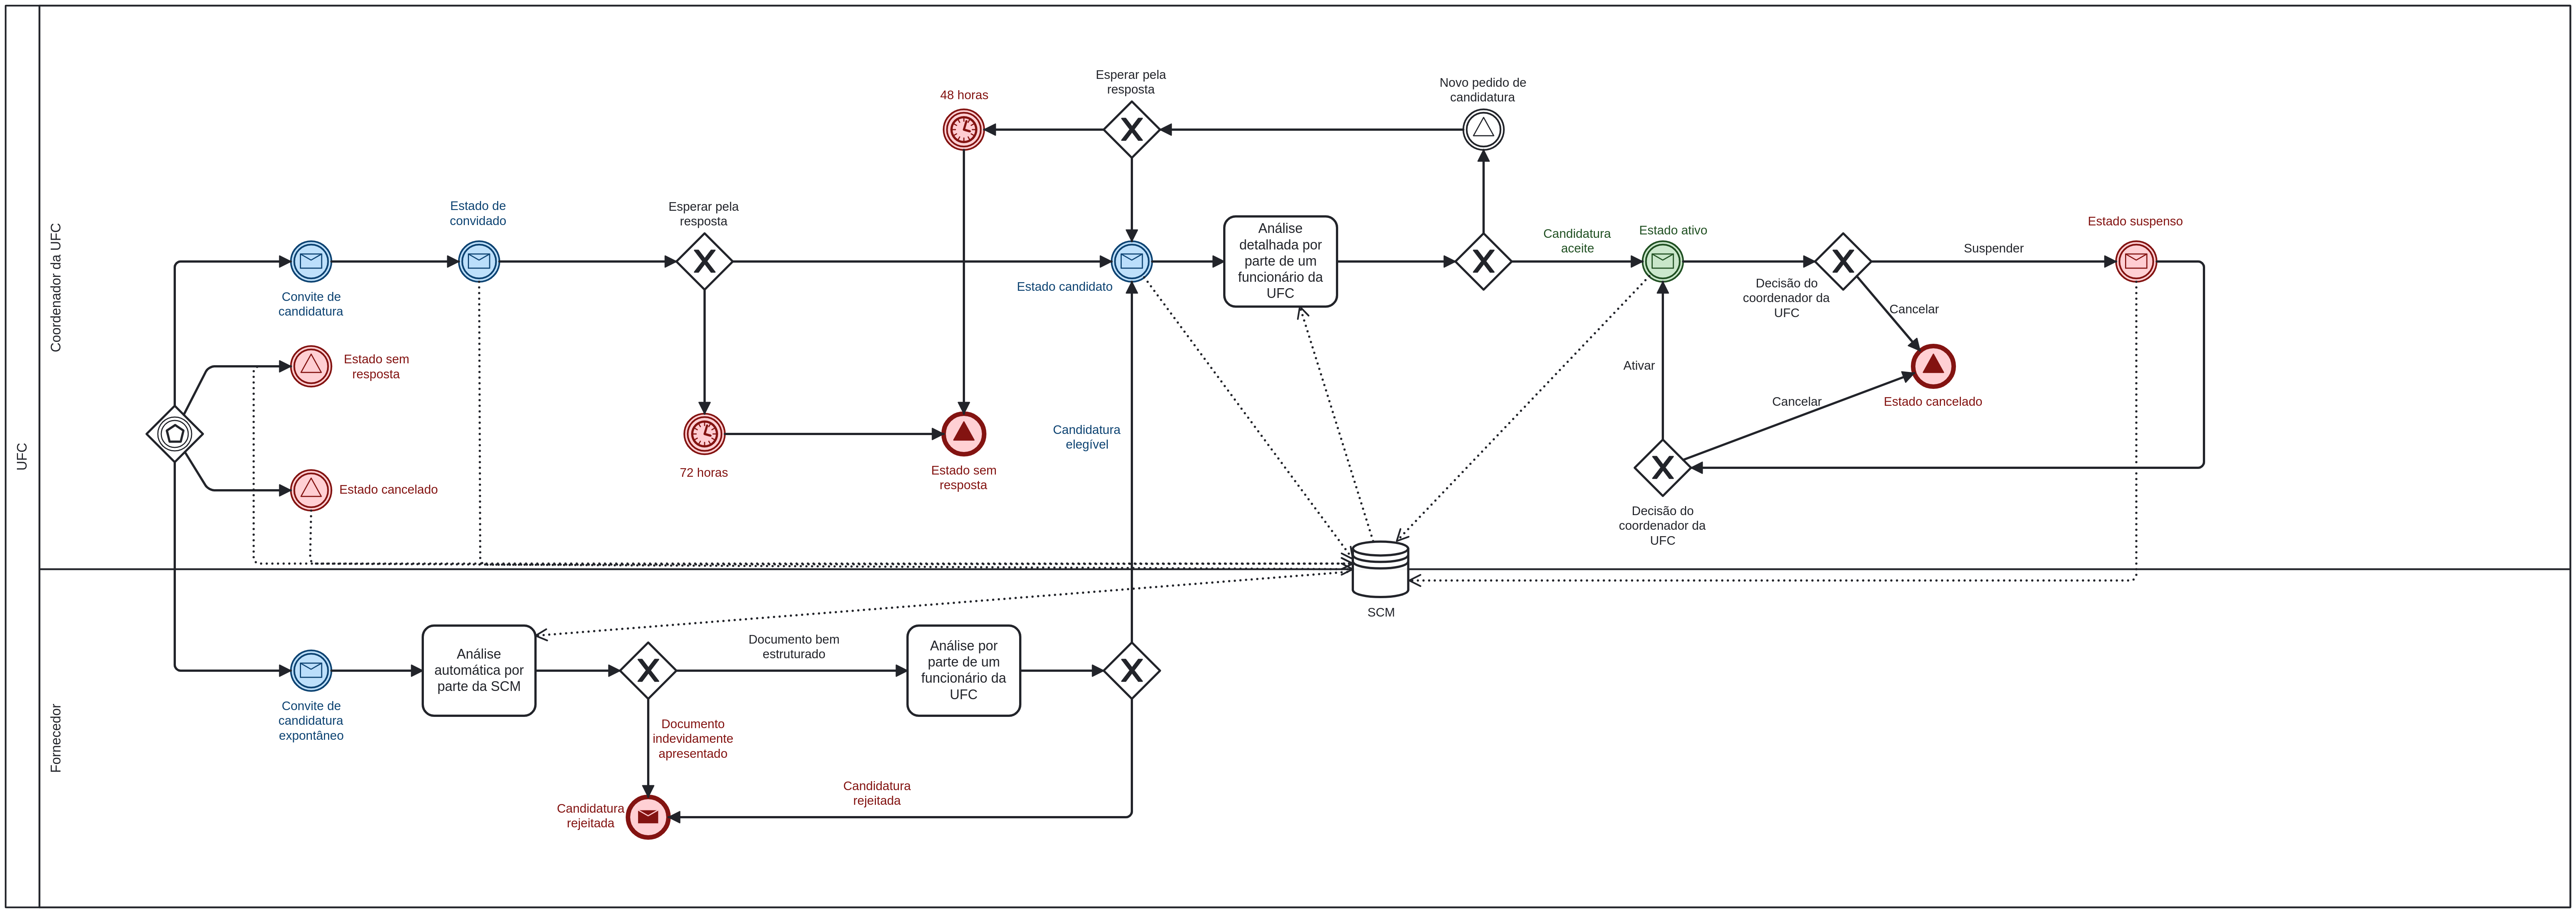 UFC
Coordenador da UFC
Fornecedor
Esperar pela
resposta
Novo pedido de
candidatura
48 horas
Estado de
convidado
Esperar pela
resposta
Estado suspenso
Análise
detalhada por
parte de um
funcionário da
UFC
Candidatura
aceite
Estado ativo
Suspender
Convite de
candidatura
Estado candidato
Decisão do
coordenador da
UFC
Cancelar
Estado sem
resposta
Ativar
Cancelar
Estado cancelado
Candidatura
elegível
72 horas
Estado sem
resposta
Estado cancelado
Decisão do
coordenador da
UFC
SCM
Convite de
candidatura
expontâneo
Análise
automática por
parte da SCM
Documento bem
estruturado
Análise por
parte de um
funcionário da
UFC
Documento
indevidamente
apresentado
Candidatura
rejeitada
Candidatura
rejeitada